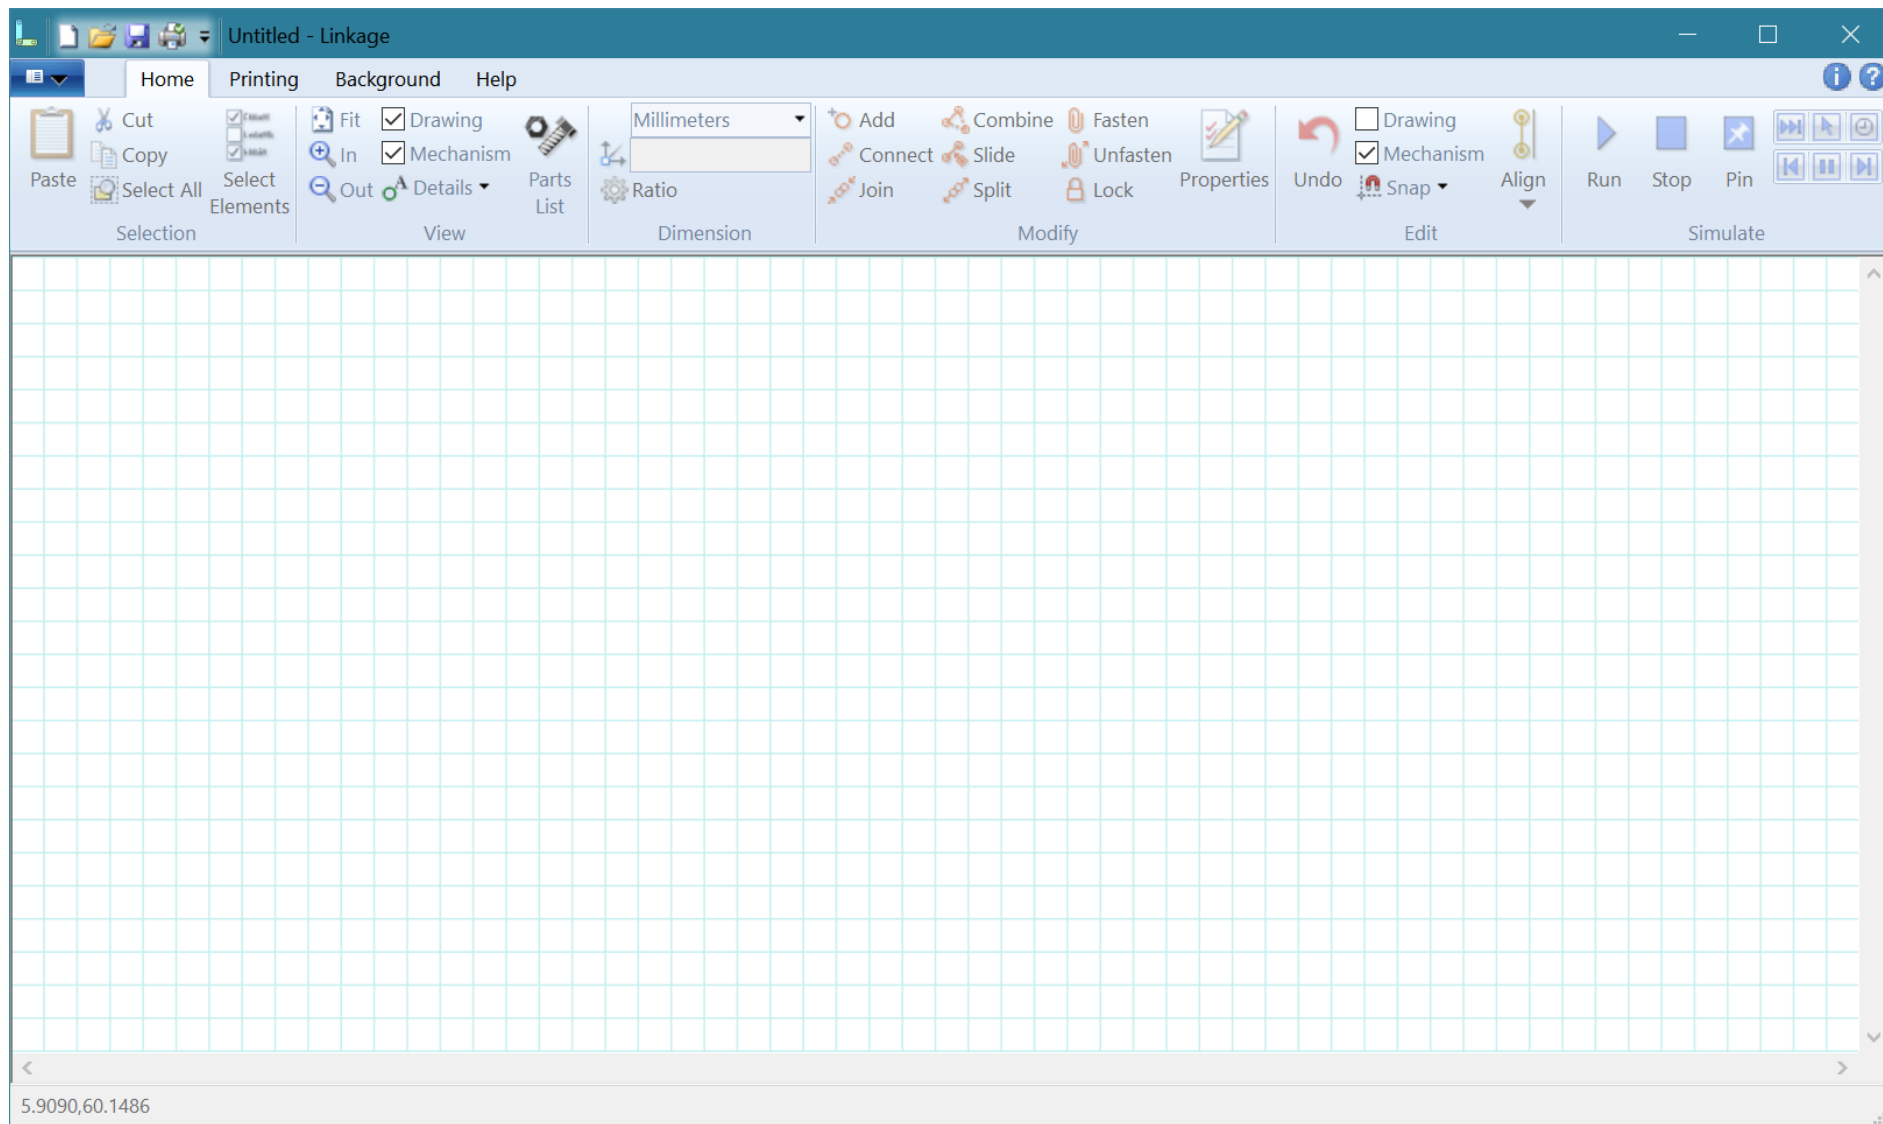 Untitled - Linkage
Home Printing Background Help
Cut Fit Drawing Millimeters Add Combine Fasten Drawing
Copy In Mechanism Connect Slide Unfasten Mechanism
Paste Select All Select Elements Out Details Parts List Ratio Join Split Lock Properties Undo Snap Align Run Stop Pin
Selection View Dimension Modify Edit Simulate
5.9090,60.1486